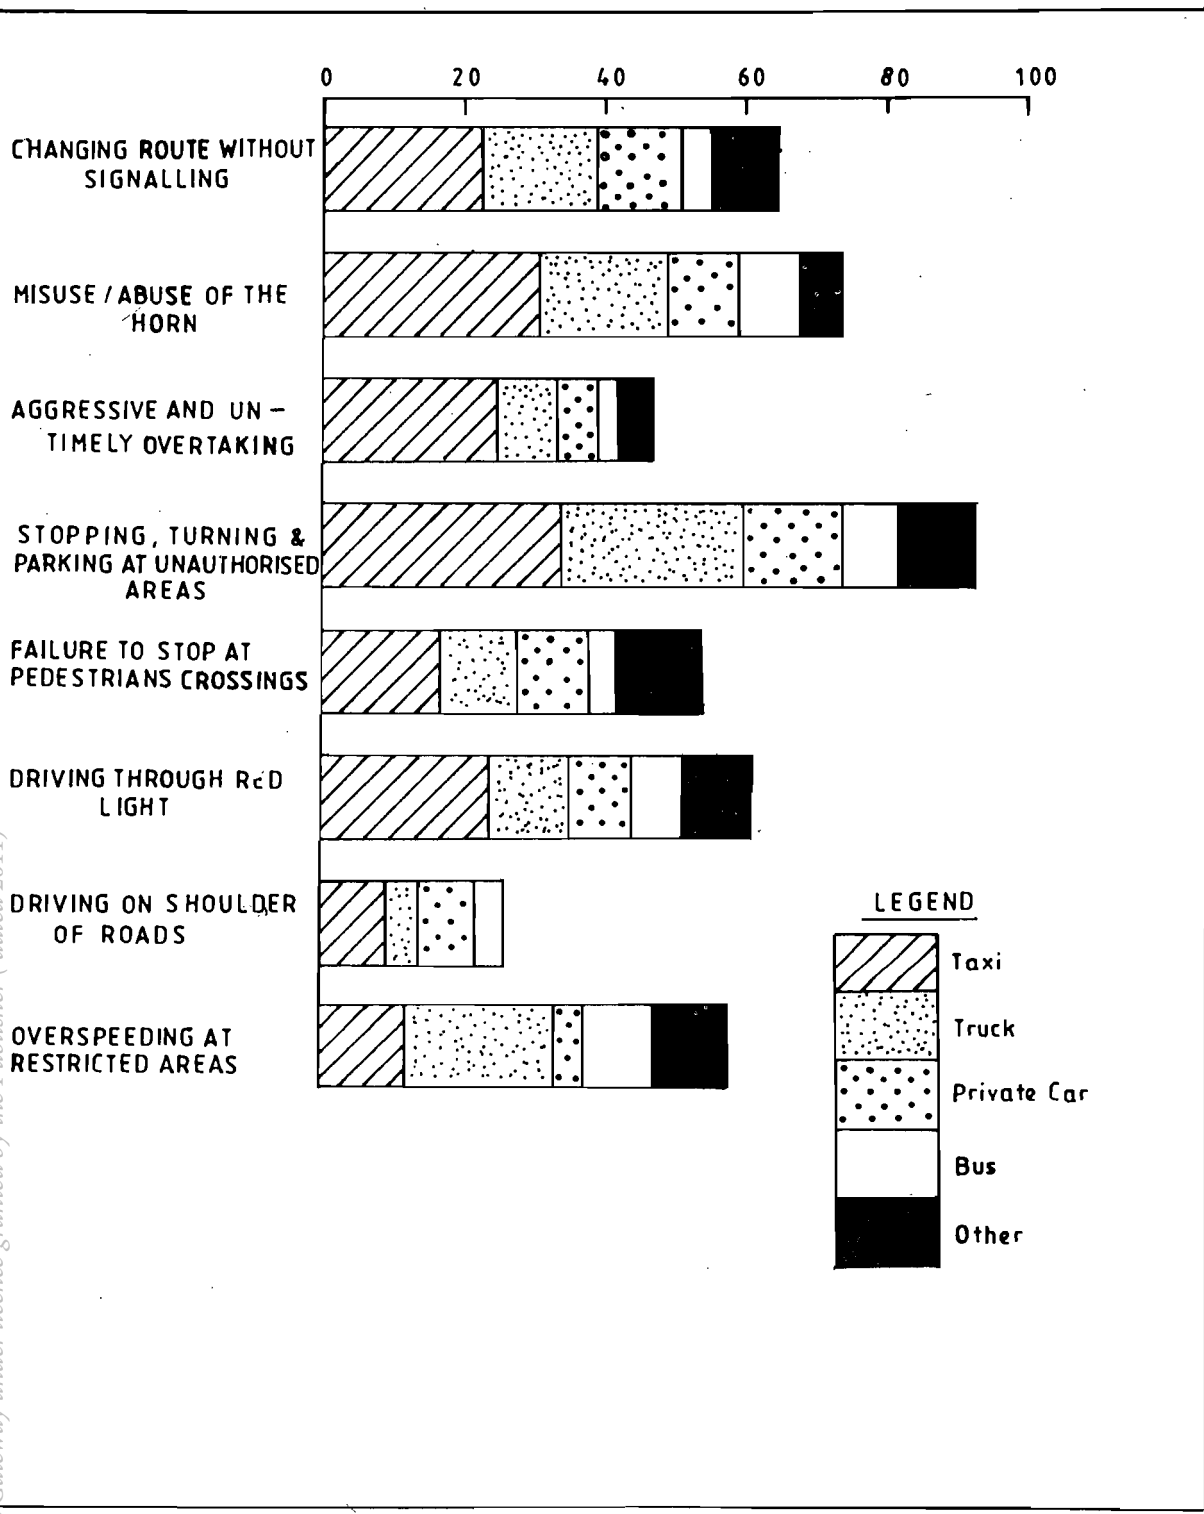 0 20 40 60 80 100
CHANGING ROUTE WITHOUT
SIGNALLING
MISUSE / ABUSE OF THE
HORN
AGGRESSIVE AND UN –
TIMELY OVERTAKING
STOPPING, TURNING &
PARKING AT UNAUTHORISED
AREAS
FAILURE TO STOP AT
PEDESTRIANS CROSSINGS
DRIVING THROUGH RED
LIGHT
DRIVING ON SHOULDER
OF ROADS
OVERSPEEDING AT
RESTRICTED AREAS
LEGEND
Taxi
Truck
Private Car
Bus
Other